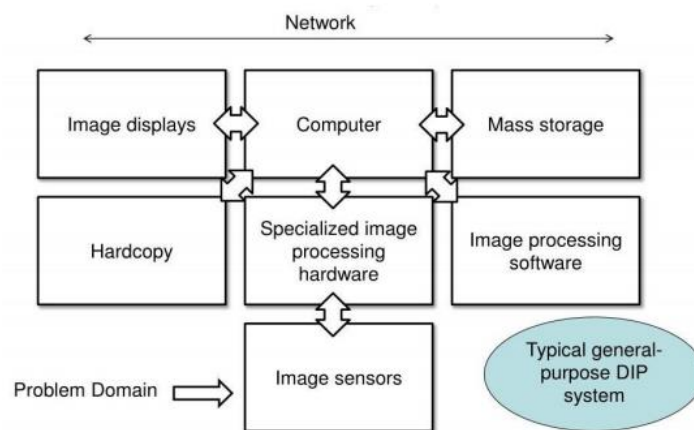 Network
Image displays
Computer
Mass storage
Hardcopy
Specialized image
processing
hardware
Image processing
software
Problem Domain
Image sensors
Typical general-
purpose DIP
system